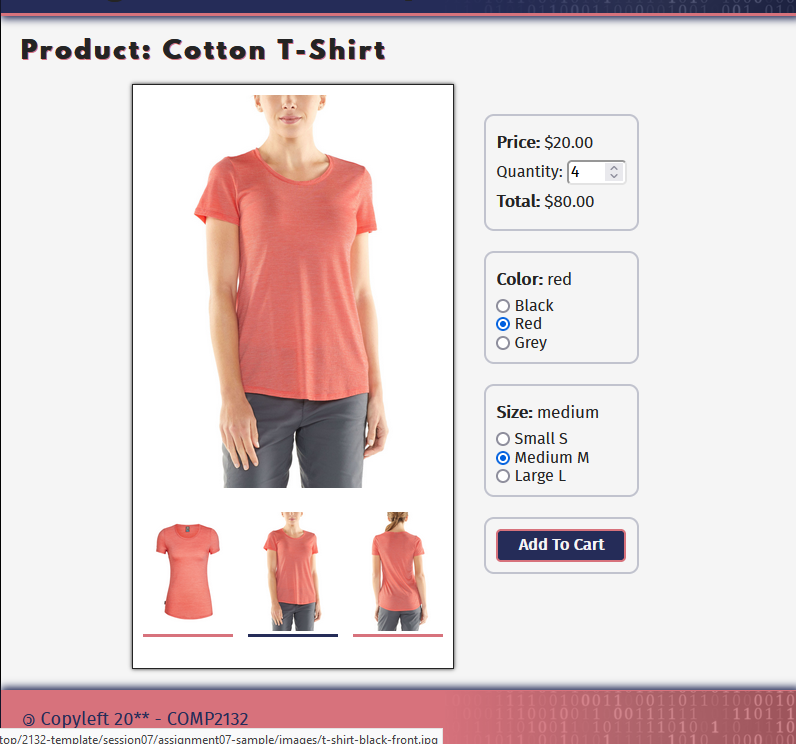 Product: Cotton T-Shirt
Price: $20.00
Quantity: 4
Total: $80.00
Color: red
Black
Red
Grey
Size: medium
Small S
Medium M
Large L
Add To Cart
🄯 Copyleft 20** - COMP2132
top/2132-template/session07/assignment07-sample/images/t-shirt-black-front.jpg